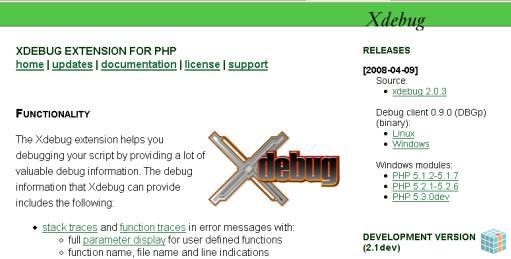 Xdebug
XDEBUG EXTENSION FOR PHP
home | updates | documentation | license | support
FUNCTIONALITY
The Xdebug extension helps you
debugging your script by providing a lot of
valuable debug information. The debug
information that Xdebug can provide
includes the following:
• stack traces and function traces in error messages with:
◦ full parameter display for user defined functions
◦ function name, file name and line indications
Xdebug
RELEASES
[2008-04-09]
Source:
• xdebug 2.0.3
Debug client 0.9.0 (DBGp)
(binary):
• Linux
• Windows
Windows modules:
• PHP 5.1.2-5.1.7
• PHP 5.2.1-5.2.6
• PHP 5.3.0dev
DEVELOPMENT VERSION
(2.1dev)